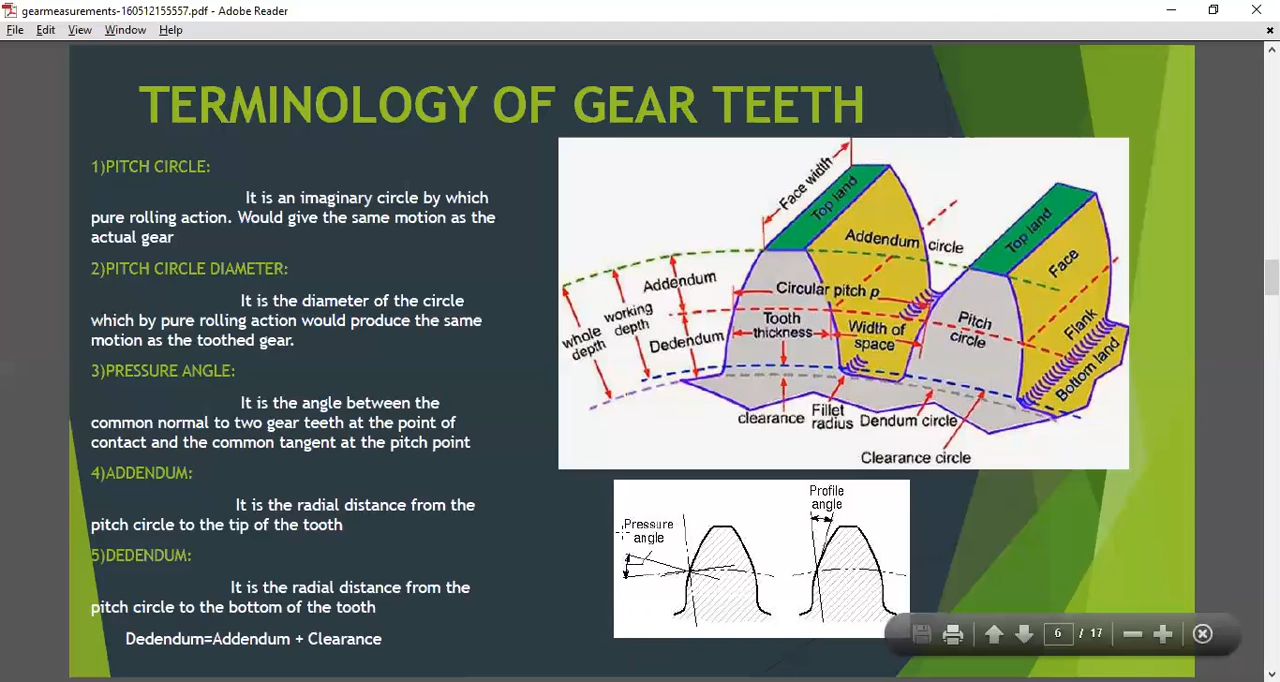 gearmeasurements-160512155557.pdf - Adobe Reader
File Edit View Window Help
TERMINOLOGY OF GEAR TEETH
1)PITCH CIRCLE:
It is an imaginary circle by which
pure rolling action. Would give the same motion as the
actual gear
2)PITCH CIRCLE DIAMETER:
It is the diameter of the circle
which by pure rolling action would produce the same
motion as the toothed gear.
3)PRESSURE ANGLE:
It is the angle between the
common normal to two gear teeth at the point of
contact and the common tangent at the pitch point
4)ADDENDUM:
It is the radial distance from the
pitch circle to the tip of the tooth
5)DEDENDUM:
It is the radial distance from the
pitch circle to the bottom of the tooth
Dedendum=Addendum + Clearance
Face width
Top land
Addendum circle
Top land
Face
Addendum
Circular pitch p
whole
depth
working
depth
Dedendum
Tooth
thickness
Width of
space
Pitch
circle
Flank
Bottom land
clearance
Fillet
radius
Dendum circle
Clearance circle
Pressure
angle
Profile
angle
6 / 17